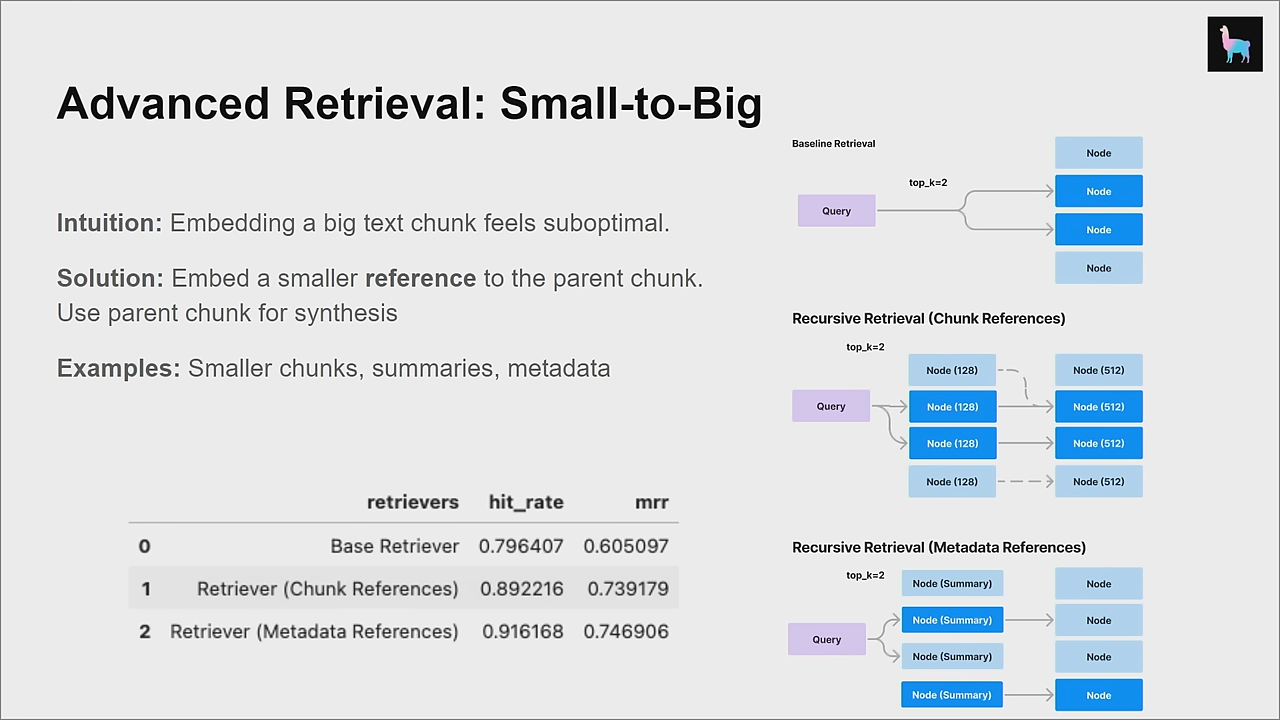 Advanced Retrieval: Small-to-Big
Intuition: Embedding a big text chunk feels suboptimal.
Solution: Embed a smaller reference to the parent chunk.
Use parent chunk for synthesis
Examples: Smaller chunks, summaries, metadata
retrievers hit_rate mrr
0 Base Retriever 0.796407 0.605097
1 Retriever (Chunk References) 0.892216 0.739179
2 Retriever (Metadata References) 0.916168 0.746906
Baseline Retrieval
top_k=2
Query
Node
Node
Node
Node
Recursive Retrieval (Chunk References)
top_k=2
Query
Node (128) Node (512)
Node (128) Node (512)
Node (128) Node (512)
Node (128) Node (512)
Recursive Retrieval (Metadata References)
top_k=2
Query
Node (Summary) Node
Node (Summary) Node
Node (Summary) Node
Node (Summary) Node